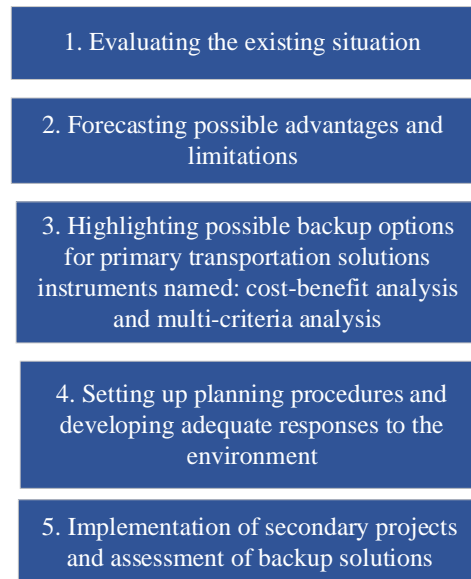 1. Evaluating the existing situation
2. Forecasting possible advantages and
limitations
3. Highlighting possible backup options
for primary transportation solutions
instruments named: cost-benefit analysis
and multi-criteria analysis
4. Setting up planning procedures and
developing adequate responses to the
environment
5. Implementation of secondary projects
and assessment of backup solutions